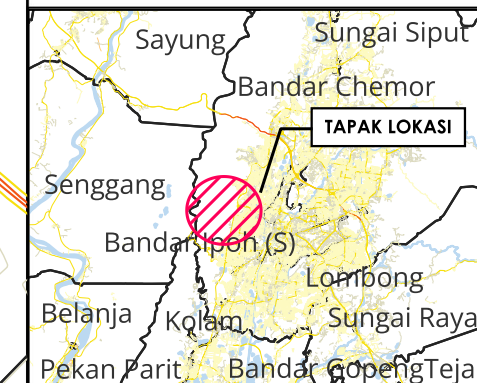 Sungai Siput
Sayung
Bandar Chemor
TAPAK LOKASI
Senggang
Bandar Ipoh (S)
Lombong
Belanja
Kolam
Sungai Raya
Pekan Parit
Bandar Gopeng
Teja